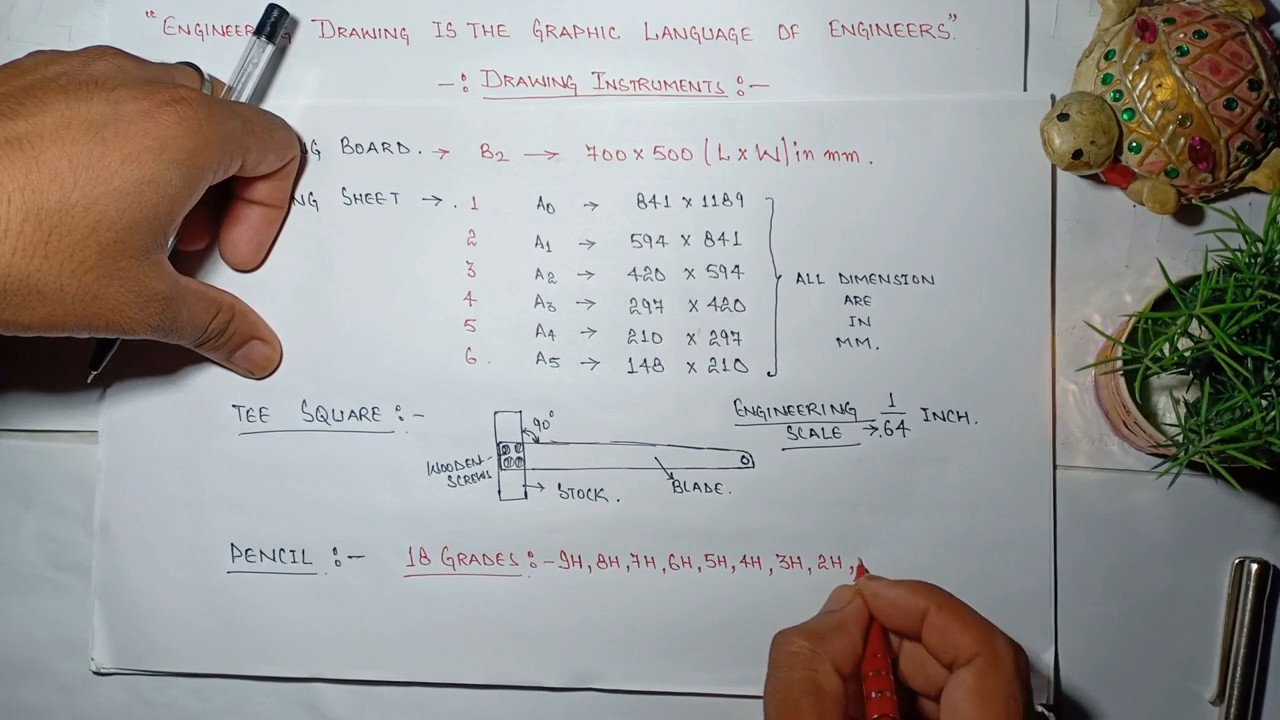 "ENGINEER DRAWING IS THE GRAPHIC LANGUAGE OF ENGINEERS."
-: DRAWING INSTRUMENTS :-
NG BOARD. → B2 → 700 × 500 (L × W) in mm.
NG SHEET → . 1 A0 → 841 × 1189
2 A1 → 594 × 841
3 A2 → 420 × 594
4 A3 → 297 × 420
5 A4 → 210 × 297
6. A5 → 148 × 210
ALL DIMENSION
ARE
IN
MM.
TEE SQUARE :-
90°
WOODEN
SCREWS
STOCK.
BLADE.
ENGINEERING
SCALE → 1/64 INCH.
PENCIL :- 18 GRADES :- 9H, 8H, 7H, 6H, 5H, 4H, 3H, 2H,